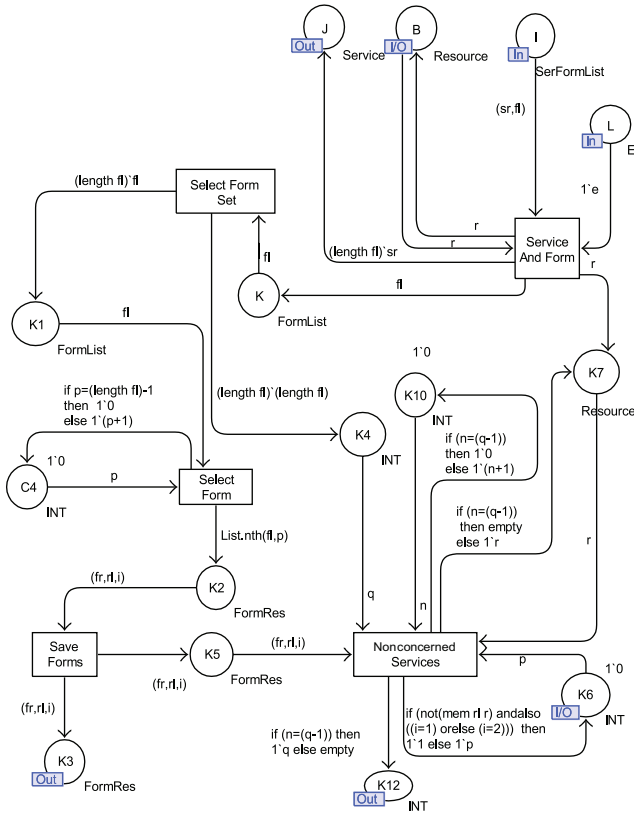 J
Out
Service
B
I/O
Resource
I
In
SerFormList
(sr,fl)
L
In
E
1`e
(length fl)`fl
Select Form
Set
r
r
Service
And Form
(length fl)`sr
r
fl
fl
K
FormList
K1
fl
FormList
1`0
K7
Resource
if p=(length fl)-1
then 1`0
else 1`(p+1)
(length fl)`(length fl)
K10
INT
K4
INT
if (n=(q-1))
then 1`0
else 1`(n+1)
1`0
C4
p
INT
Select
Form
if (n=(q-1))
then empty
else 1`r
List.nth(fl,p)
r
(fr,rl,i)
K2
FormRes
q
n
Save
Forms
(fr,rl,i)
K5
FormRes
(fr,rl,i)
Nonconcerned
Services
p
1`0
K6
I/O
INT
(fr,rl,i)
if (not(mem rl r) andalso
((i=1) orelse (i=2))) then
1`1 else 1`p
if (n=(q-1)) then
1`q else empty
K3
Out
FormRes
K12
Out
INT